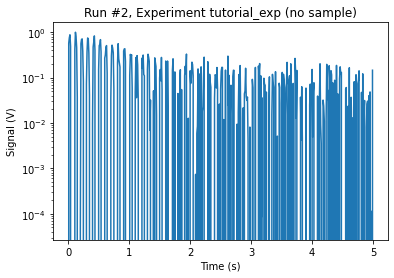 Run #2, Experiment tutorial_exp (no sample)
Signal (V)
10⁰
10⁻¹
10⁻²
10⁻³
10⁻⁴
0 1 2 3 4 5
Time (s)